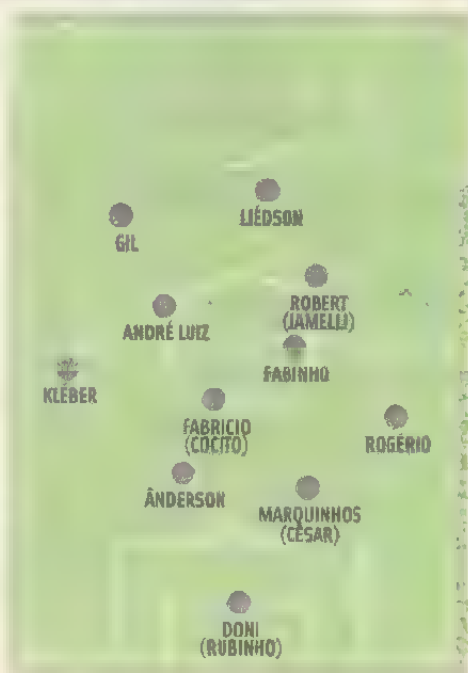 LIÉDSON
GIL
ROBERT
(JAMELLI)
ANDRÉ LUIZ
FABINHO
KLÉBER
FABRICIO
(COCITO)
ROGÉRIO
ÂNDERSON
MARQUINHOS
(CÉSAR)
DONI
(RUBINHO)